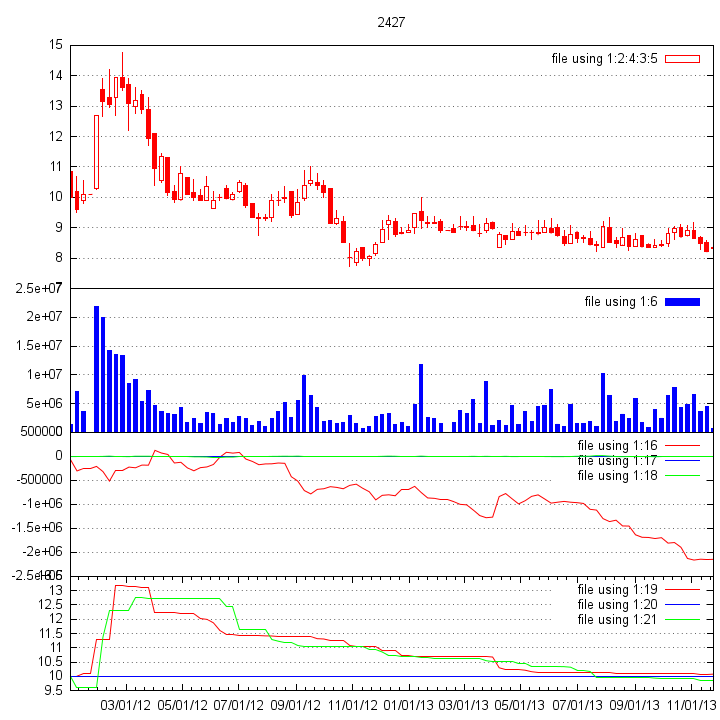 2427
15
file using 1:2:4:3:5
14
13
12
11
10
9
8
7
2.5e+07
file using 1:6
2e+07
1.5e+07
1e+07
5e+06
0
500000
file using 1:16
0
file using 1:17
file using 1:18
-500000
-1e+06
-1.5e+06
-2e+06
-2.5e+06
13
file using 1:19
12.5
file using 1:20
12
file using 1:21
11.5
11
10.5
10
9.5
03/01/12 05/01/12 07/01/12 09/01/12 11/01/12 01/01/13 03/01/13 05/01/13 07/01/13 09/01/13 11/01/13